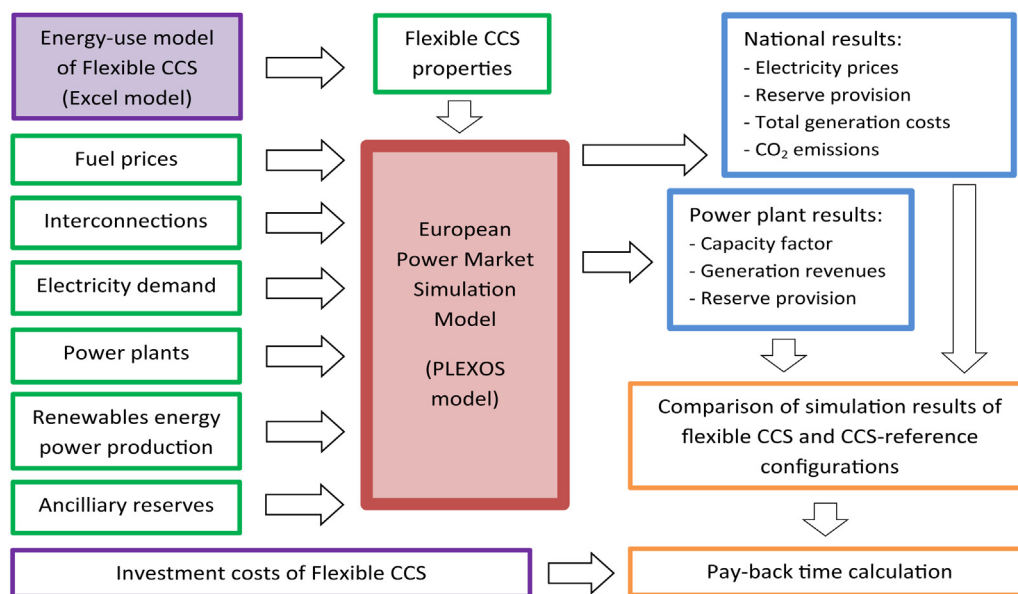 Energy-use model
of Flexible CCS
(Excel model)
Flexible CCS
properties
National results:
- Electricity prices
- Reserve provision
- Total generation costs
- CO₂ emissions
Fuel prices
Interconnections
Electricity demand
Power plants
Renewables energy
power production
Ancilliary reserves
European
Power Market
Simulation
Model
(PLEXOS
model)
Power plant results:
- Capacity factor
- Generation revenues
- Reserve provision
Comparison of simulation results of
flexible CCS and CCS-reference
configurations
Investment costs of Flexible CCS
Pay-back time calculation